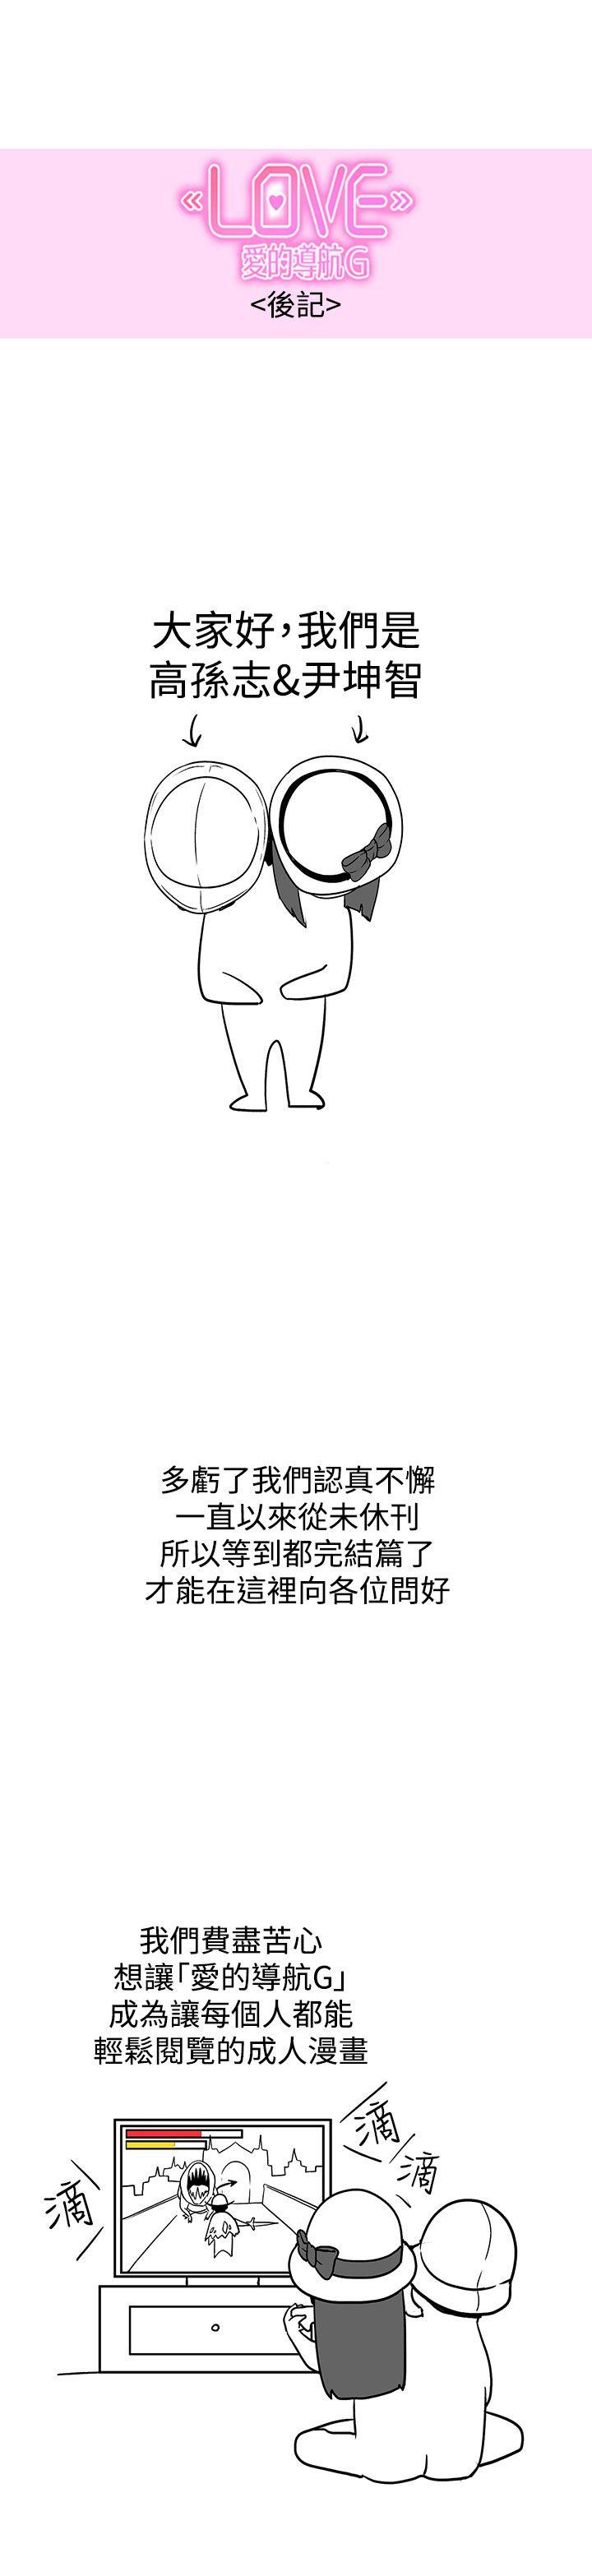 LOVE
愛的導航G
<後記>
大家好,我們是
高孫志&尹坤智
多虧了我們認真不懈
一直以來從未休刊
所以等到都完結篇了
才能在這裡向各位問好
我們費盡苦心
想讓「愛的導航G」
成為讓每個人都能
輕鬆閱覽的成人漫畫
滴
滴
滴